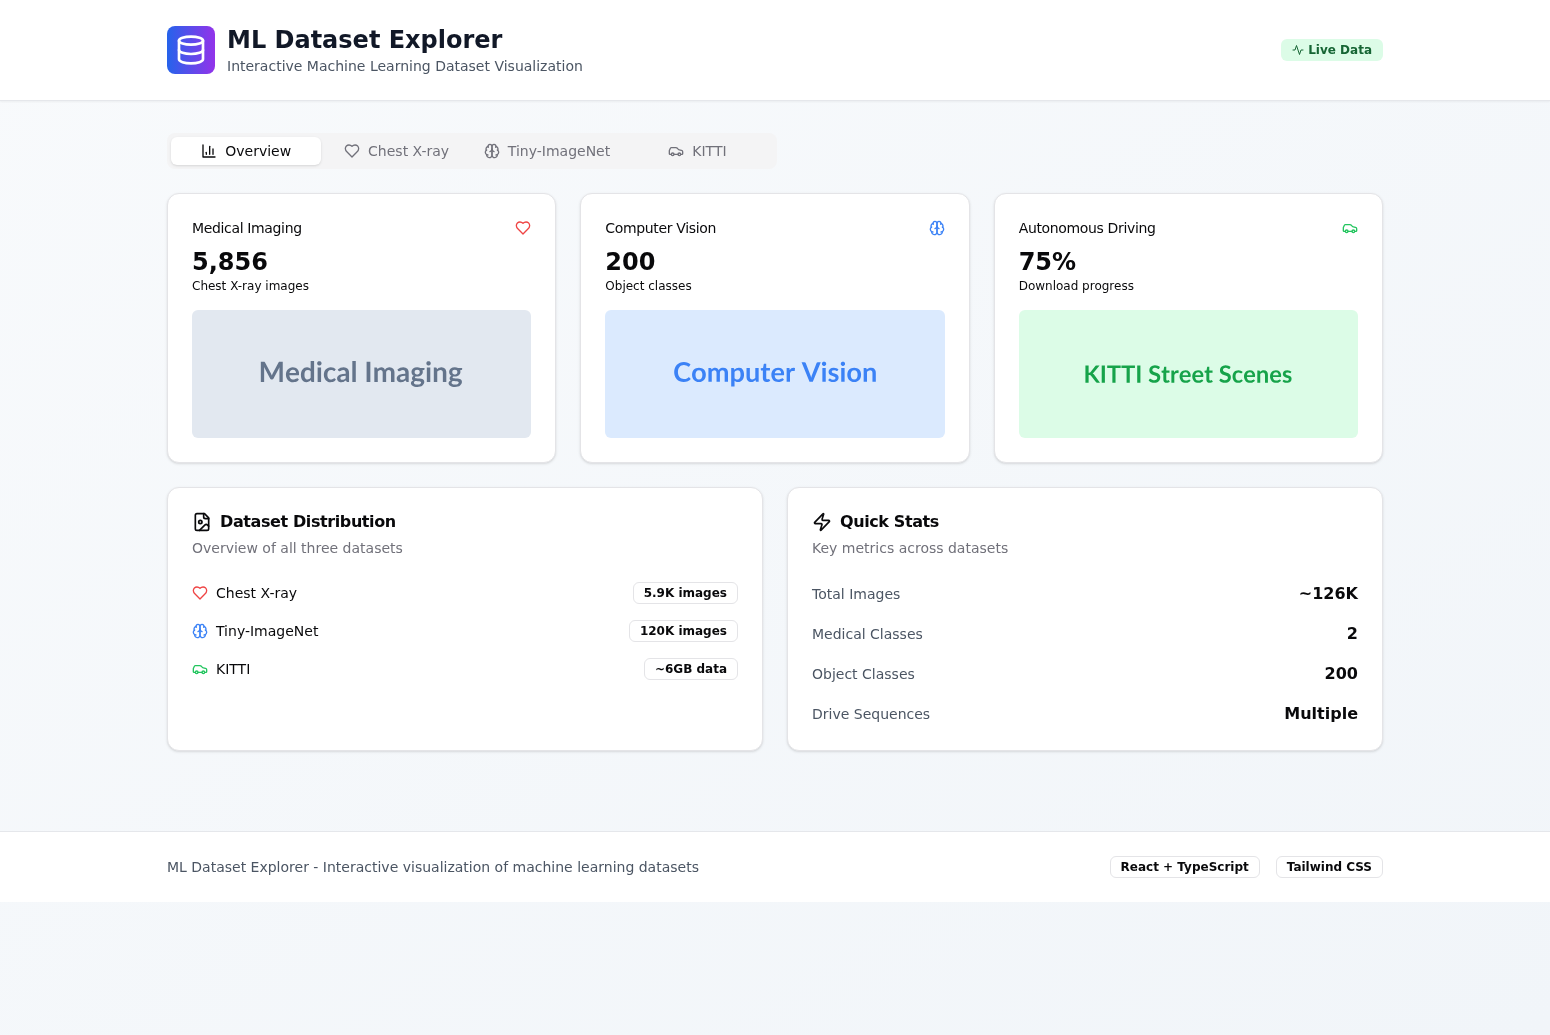 ML Dataset Explorer
Interactive Machine Learning Dataset Visualization
Live Data
Overview
Chest X-ray
Tiny-ImageNet
KITTI
Medical Imaging
5,856
Chest X-ray images
Medical Imaging
Computer Vision
200
Object classes
Computer Vision
Autonomous Driving
75%
Download progress
KITTI Street Scenes
Dataset Distribution
Overview of all three datasets
Chest X-ray 5.9K images
Tiny-ImageNet 120K images
KITTI ~6GB data
Quick Stats
Key metrics across datasets
Total Images ~126K
Medical Classes 2
Object Classes 200
Drive Sequences Multiple
ML Dataset Explorer - Interactive visualization of machine learning datasets
React + TypeScript
Tailwind CSS